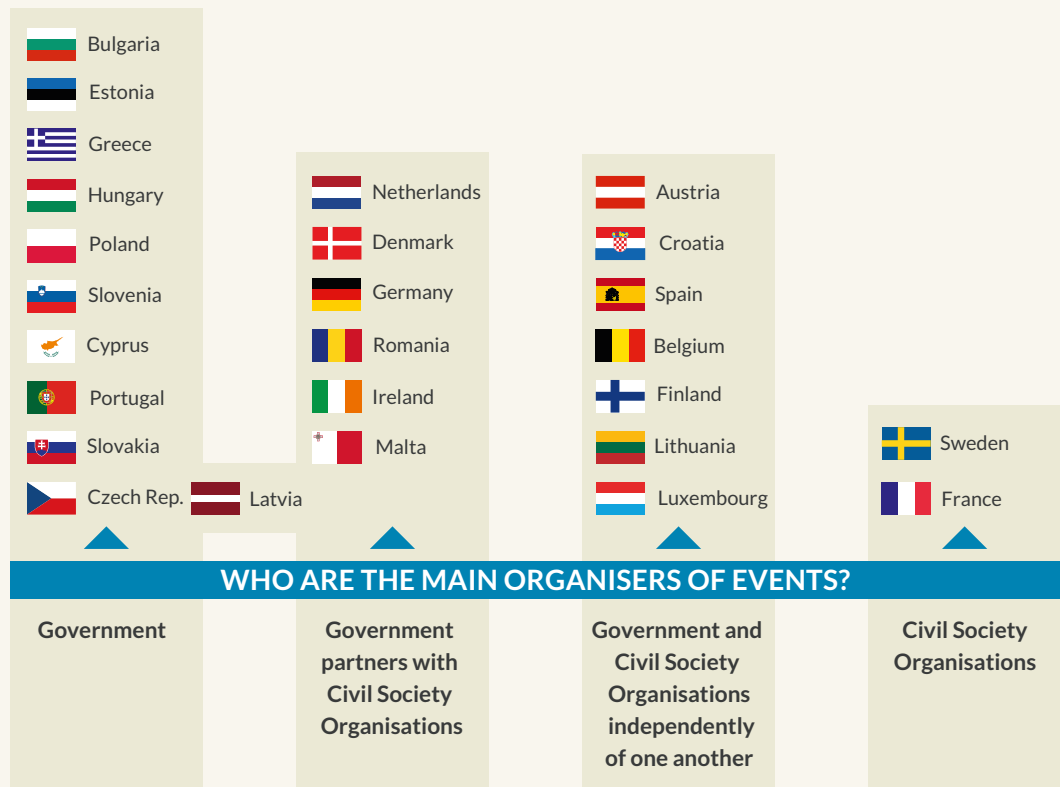 Bulgaria
Estonia
Greece
Hungary
Poland
Slovenia
Cyprus
Portugal
Slovakia
Czech Rep.
Latvia
Netherlands
Denmark
Germany
Romania
Ireland
Malta
Austria
Croatia
Spain
Belgium
Finland
Lithuania
Luxembourg
Sweden
France
WHO ARE THE MAIN ORGANISERS OF EVENTS?
Government
Government
partners with
Civil Society
Organisations
Government and
Civil Society
Organisations
independently
of one another
Civil Society
Organisations